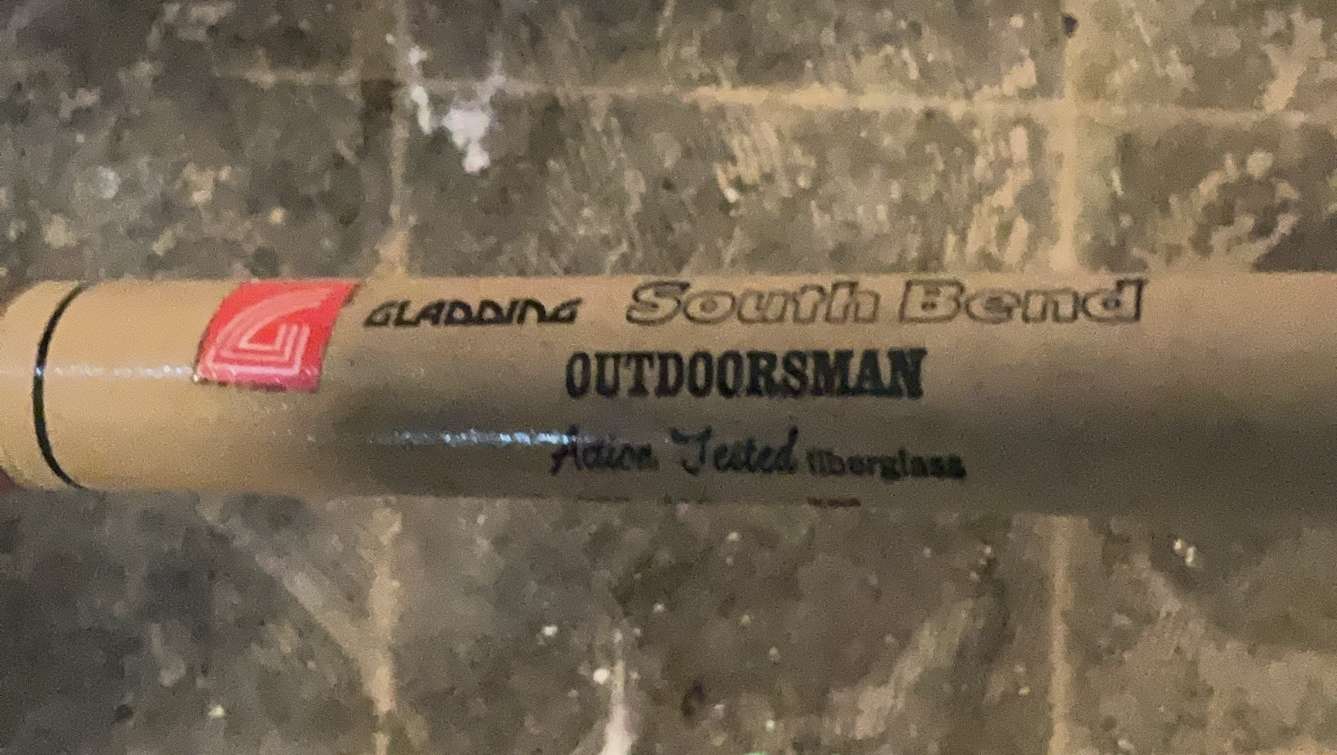 GLADDING South Bend
OUTDOORSMAN
Action Tested fiberglass